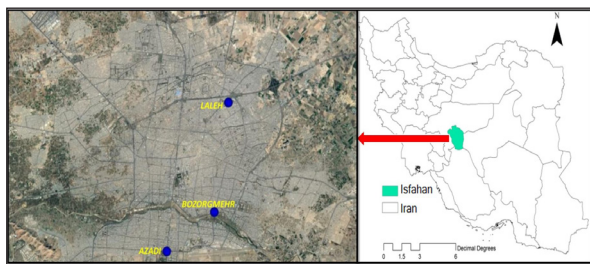 LALEH
BOZORGMEHR
AZADI
N
Isfahan
Iran
0 1.5 3 6
Decimal Degrees